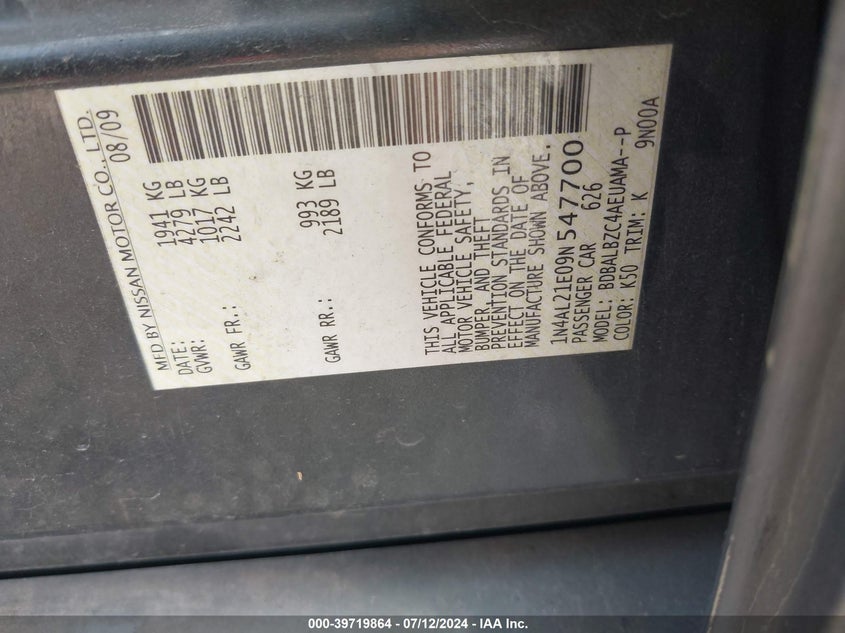 MFD BY NISSAN MOTOR CO., LTD.
DATE: 08/09
GVWR: 1941 KG
4279 LB
GAWR FR.: 1017 KG
2242 LB
GAWR RR.: 993 KG
2189 LB
THIS VEHICLE CONFORMS TO
ALL APPLICABLE FEDERAL
MOTOR VEHICLE SAFETY,
BUMPER, AND THEFT
PREVENTION STANDARDS IN
EFFECT ON THE DATE OF
MANUFACTURE SHOWN ABOVE.
1N4AL21E09N547700
PASSENGER CAR 626
MODEL: BDBALBZC4AEUAMA--P
COLOR: K50 TRIM: K 9N00A
000-39719864 - 07/12/2024 - IAA Inc.